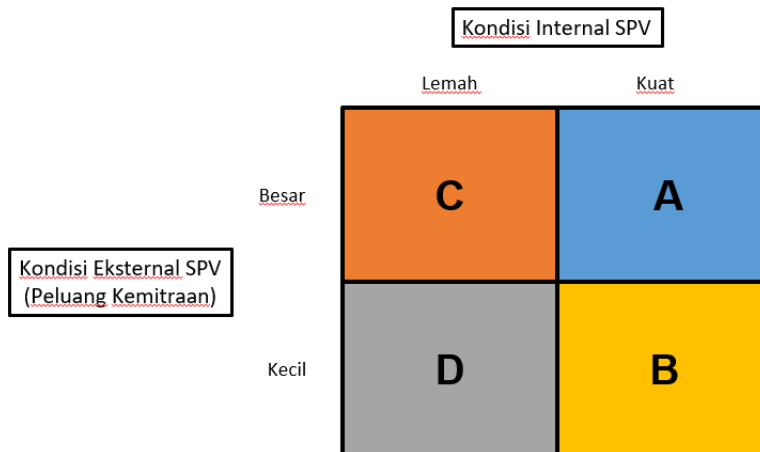 Kondisi Internal SPV
Lemah Kuat
Besar
C A
Kondisi Eksternal SPV
(Peluang Kemitraan)
Kecil
D B